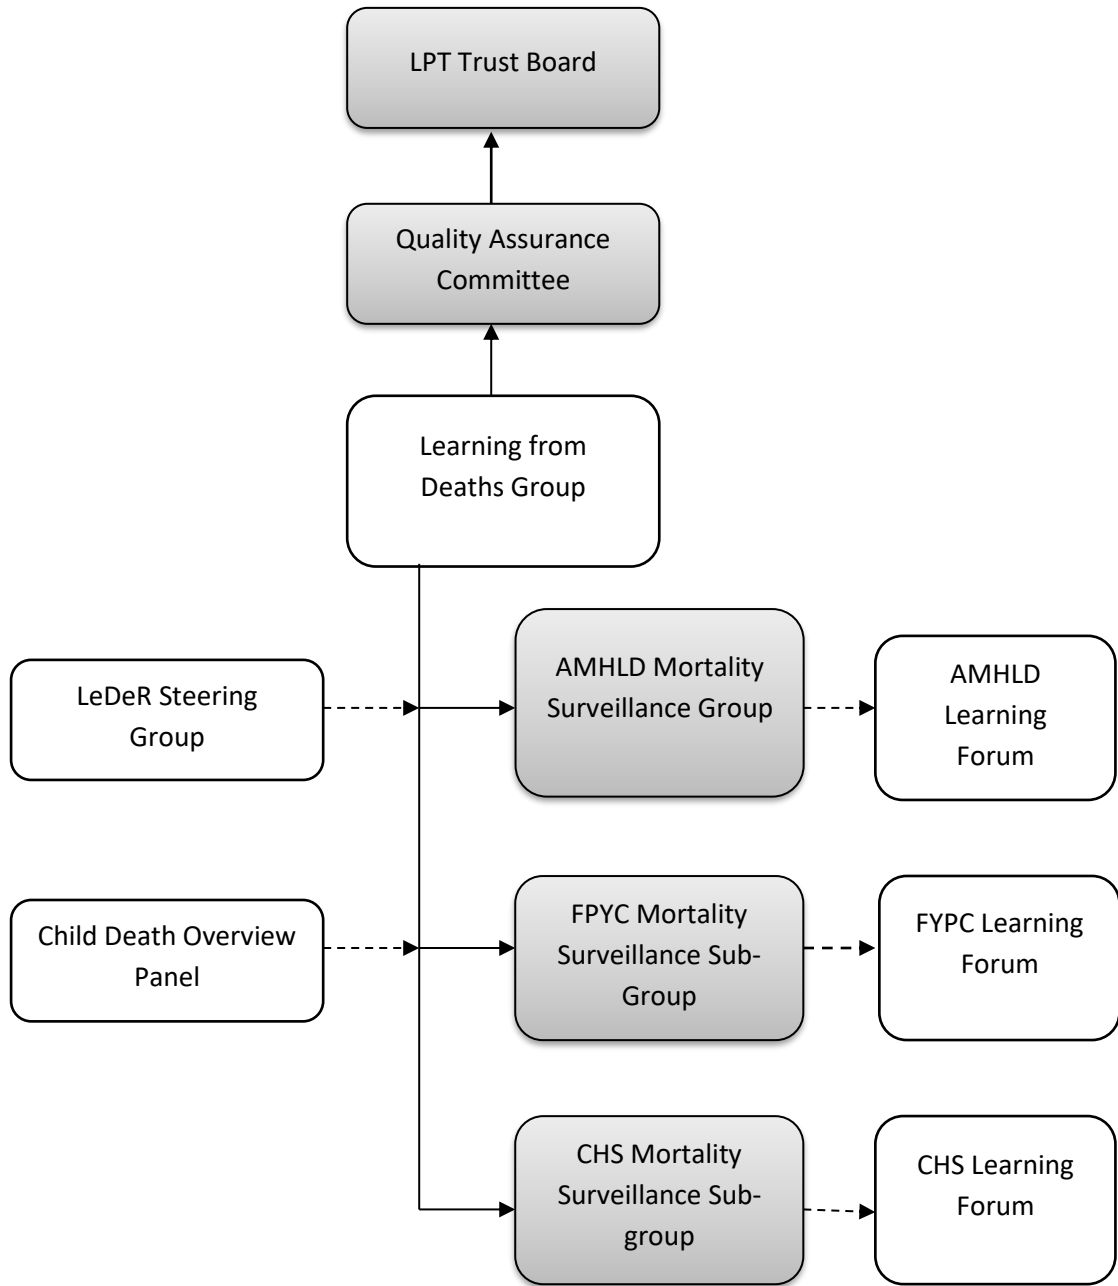 LPT Trust Board
Quality Assurance
Committee
Learning from
Deaths Group
LeDeR Steering
Group
AMHLD Mortality
Surveillance Group
AMHLD
Learning
Forum
Child Death Overview
Panel
FPYC Mortality
Surveillance Sub-
Group
FYPC Learning
Forum
CHS Mortality
Surveillance Sub-
group
CHS Learning
Forum